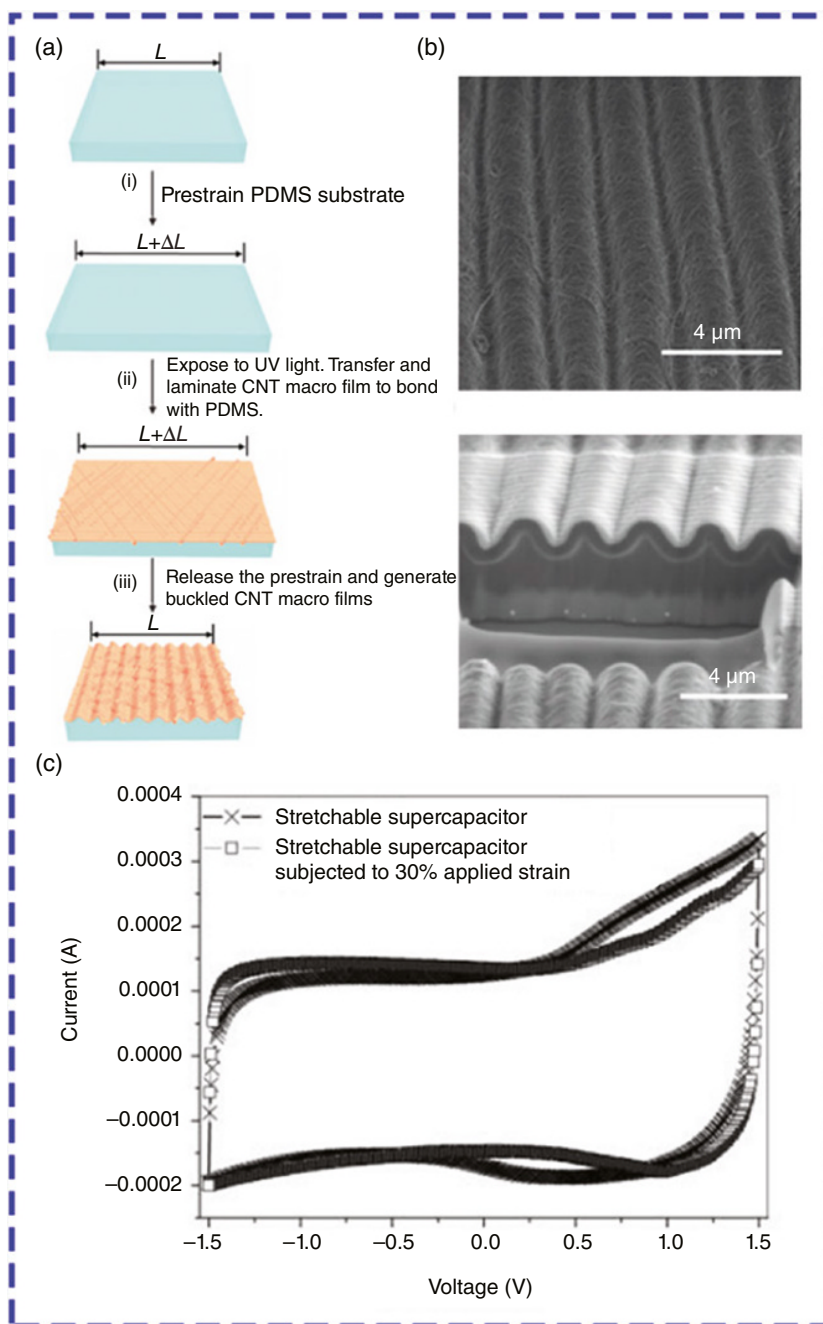 (a)
L
(i)
Prestrain PDMS substrate
L+ΔL
(ii)
Expose to UV light. Transfer and
laminate CNT macro film to bond
with PDMS.
L+ΔL
(iii)
Release the prestrain and generate
buckled CNT macro films
L
(b)
4 μm
4 μm
(c)
0.0004
0.0003
0.0002
0.0001
0.0000
−0.0001
−0.0002
Current (A)
Stretchable supercapacitor
Stretchable supercapacitor
subjected to 30% applied strain
−1.5 −1.0 −0.5 0.0 0.5 1.0 1.5
Voltage (V)